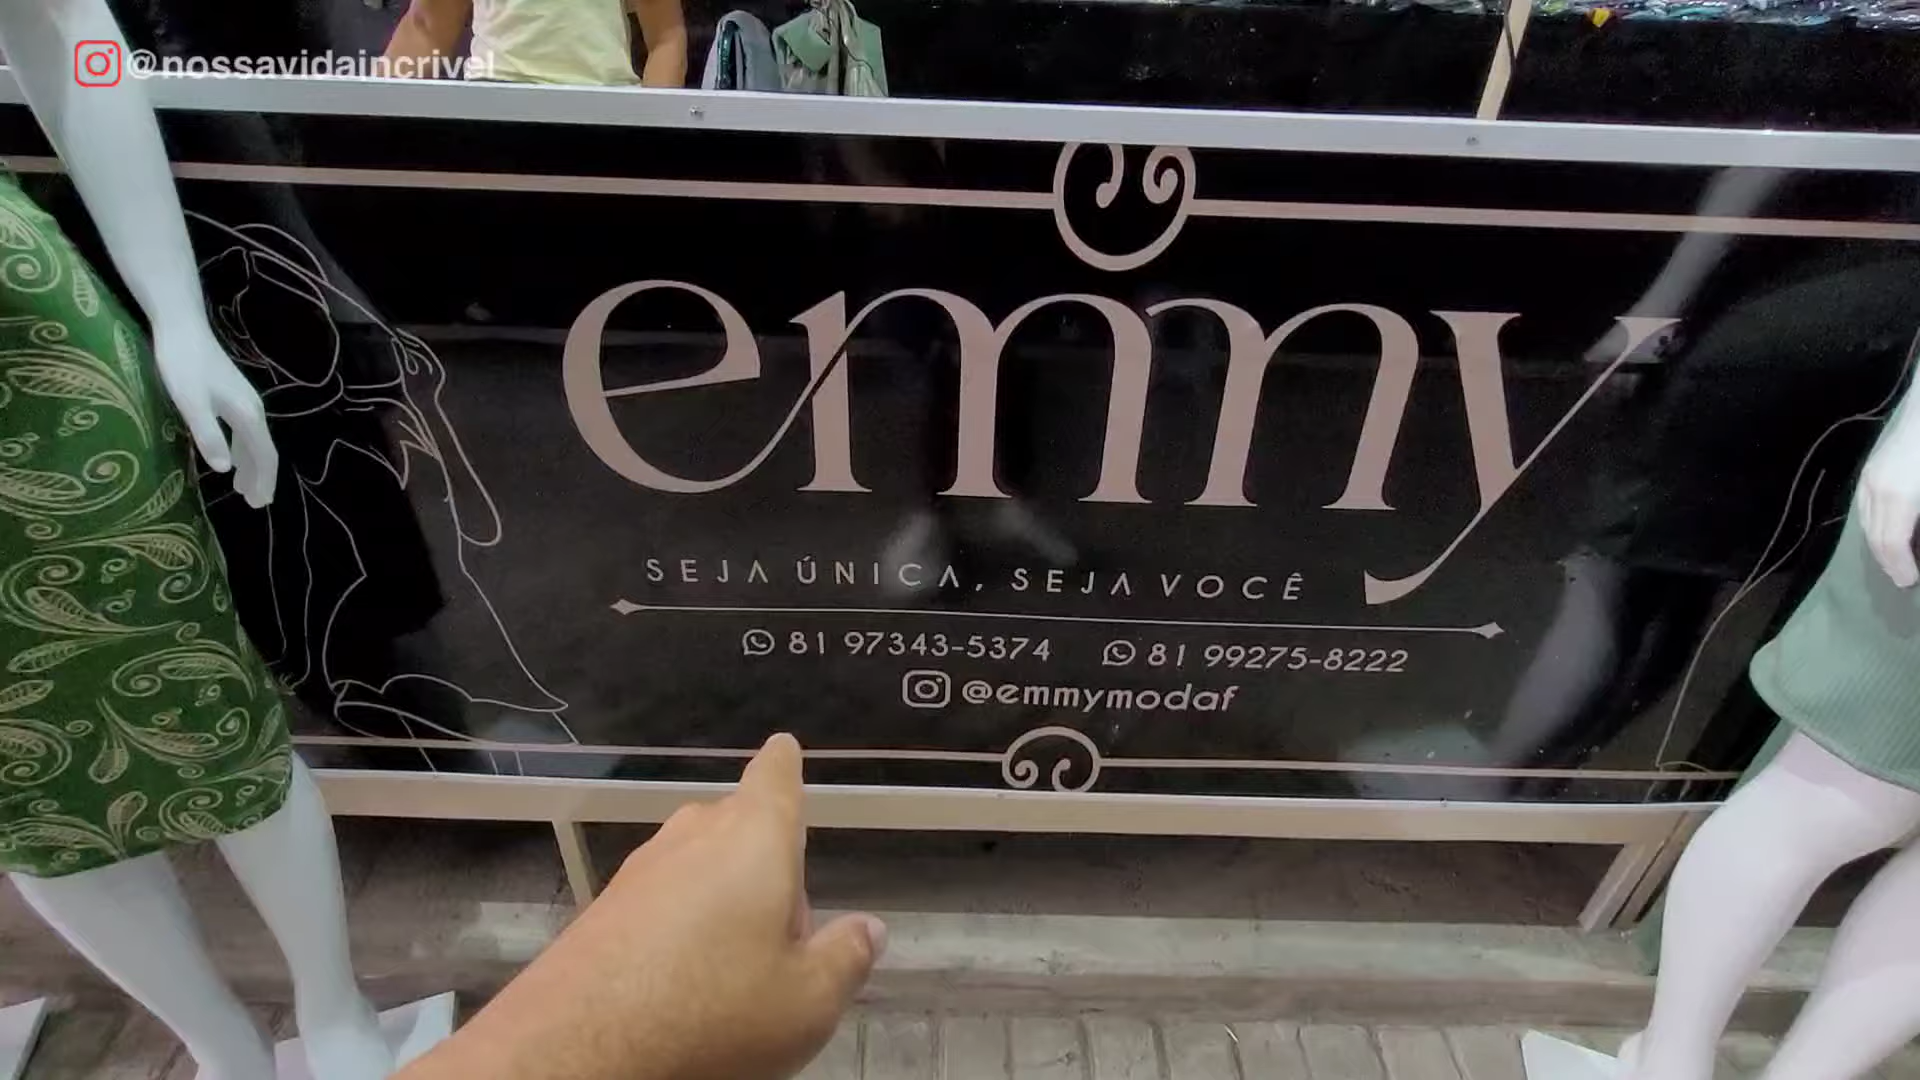 @nossavidaincrivel
emmy
SEJA ÚNICA, SEJA VOCÊ
81 97343-5374 81 99275-8222
@emmymodaf